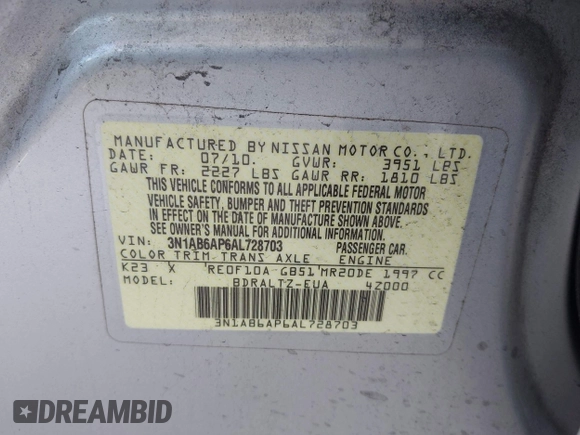 MANUFACTURED BY NISSAN MOTOR CO., LTD.
DATE: 07/10. GVWR: 3951 LBS
GAWR FR: 2227 LBS GAWR RR: 1810 LBS
THIS VEHICLE CONFORMS TO ALL APPLICABLE FEDERAL MOTOR
VEHICLE SAFETY, BUMPER AND THEFT PREVENTION STANDARDS
IN EFFECT ON THE DATE OF MANUFACTURE SHOWN ABOVE.
SEE OWNER'S MANUAL FOR ADDITIONAL INFORMATION.
VIN: 3N1AB6AP6AL728703 PASSENGER CAR.
COLOR TRIM TRANS AXLE ENGINE
K23 X RE0F10A GB51 MR20DE 1997 CC
MODEL: BDRALTZ-EUA 4Z000
3N1AB6AP6AL728703
DREAMBID